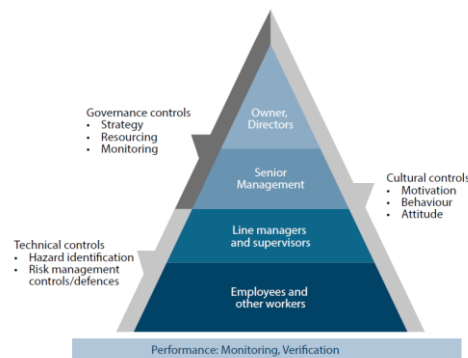 Governance controls
• Strategy
• Resourcing
• Monitoring
Owner,
Directors
Senior
Management
Cultural controls
• Motivation
• Behaviour
• Attitude
Line managers
and supervisors
Technical controls
• Hazard identification
• Risk management
controls/defences
Employees and
other workers
Performance: Monitoring, Verification